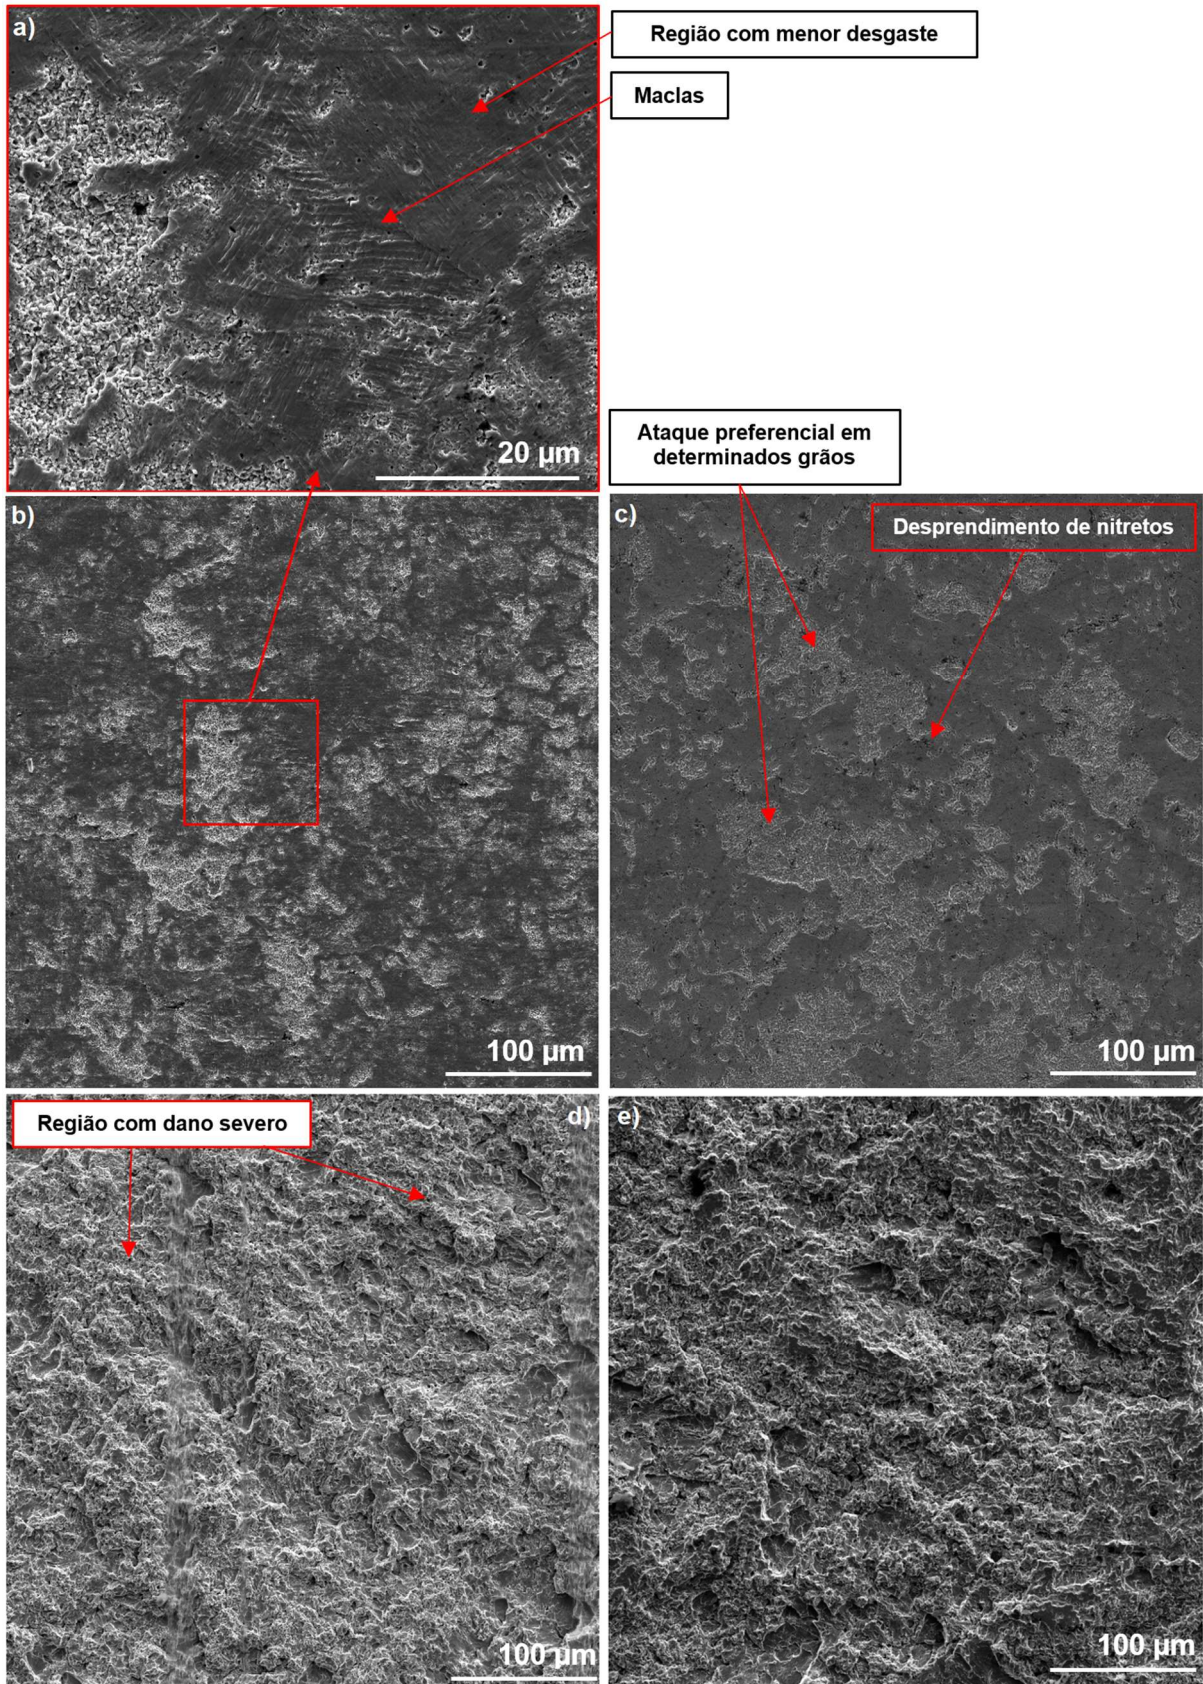 a)
Região com menor desgaste
Maclas
20 µm
Ataque preferencial em
determinados grãos
b)
c)
Desprendimento de nitretos
100 µm
100 µm
Região com dano severo
d)
e)
100 µm
100 µm